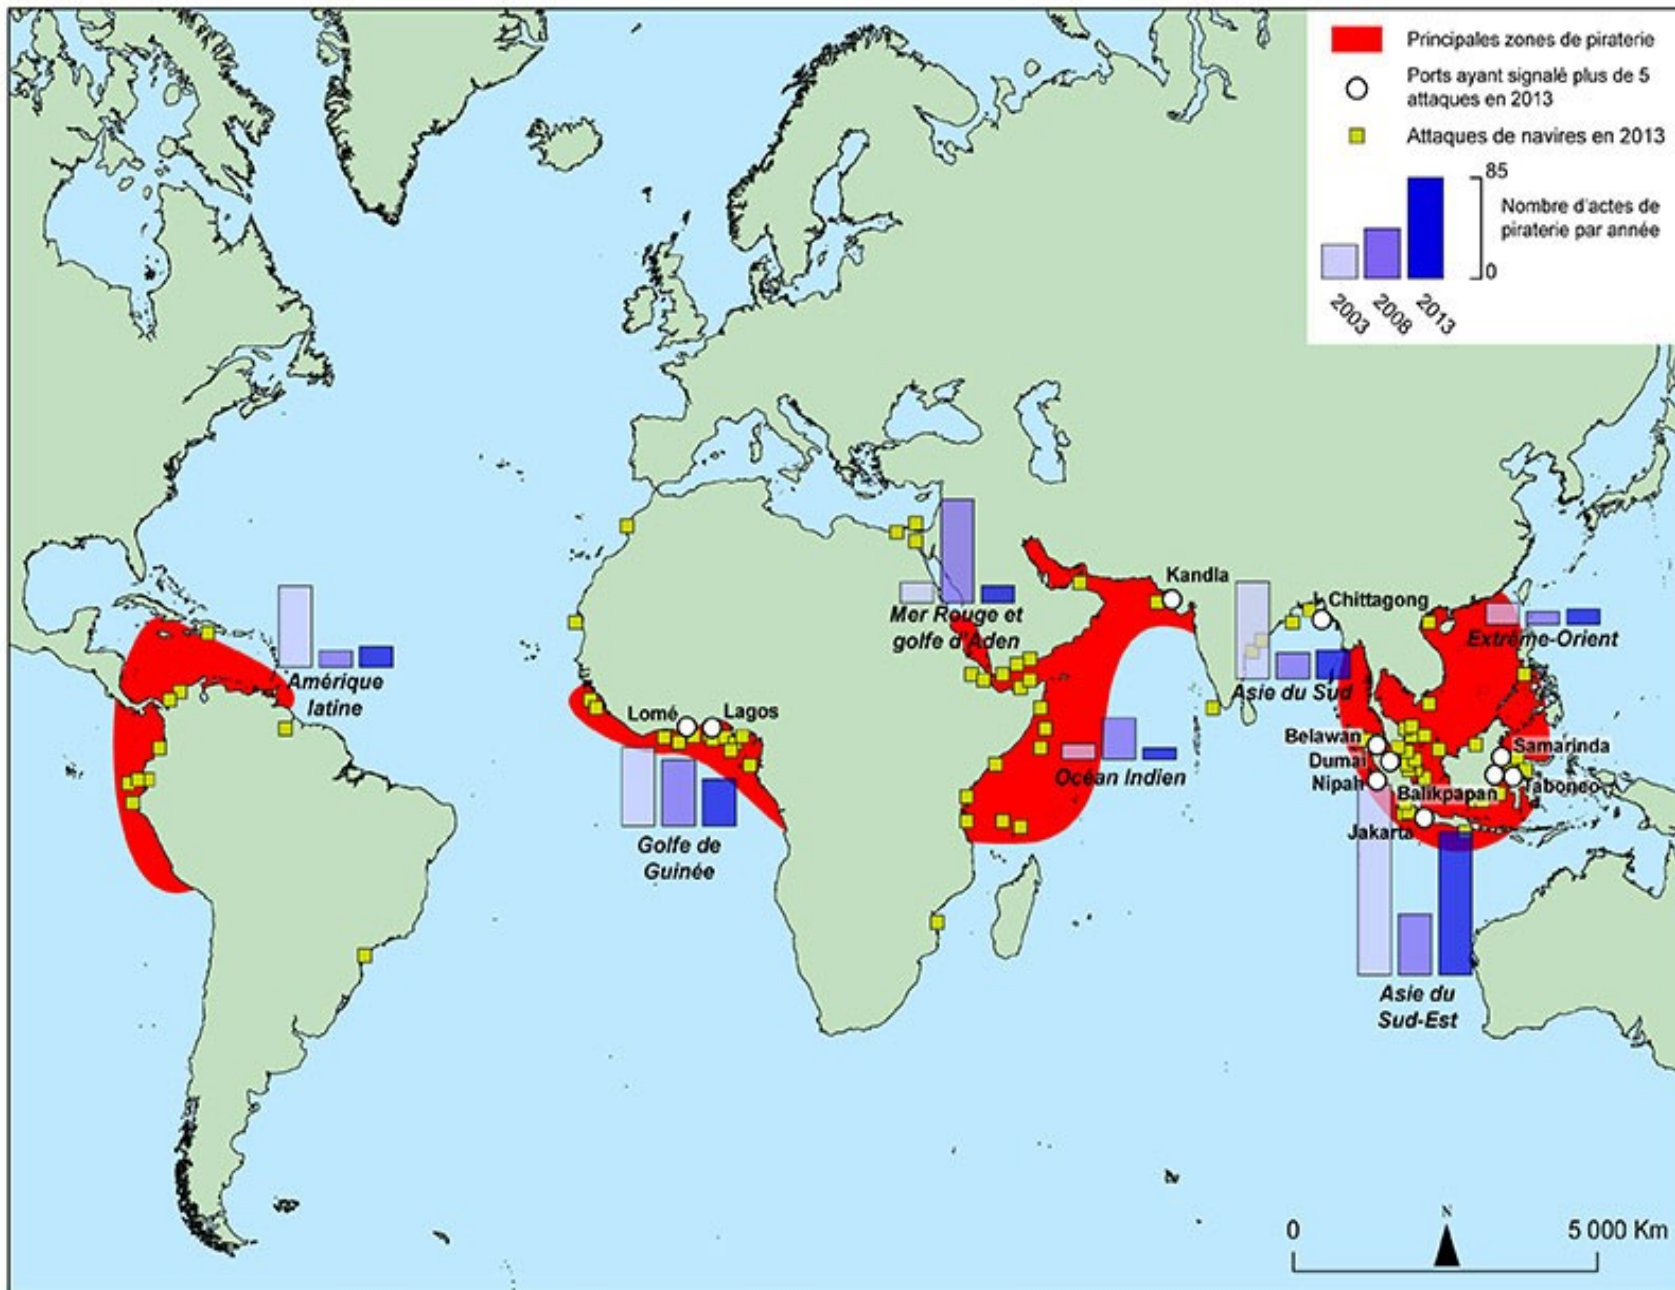 Principales zones de piraterie
Ports ayant signalé plus de 5
attaques en 2013
Attaques de navires en 2013
85
Nombre d'actes de
piraterie par année
0
2003
2008
2013
Kandla
Chittagong
Mer Rouge et
golfe d'Aden
Extrême-Orient
Amérique
latine
Asie du Sud
Lomé
Lagos
Belawan
Samarinda
Dumai
Océan Indien
Nipah
Balikpapan
Taboneo
Jakarta
Golfe de
Guinée
Asie du
Sud-Est
N
0
5 000 Km